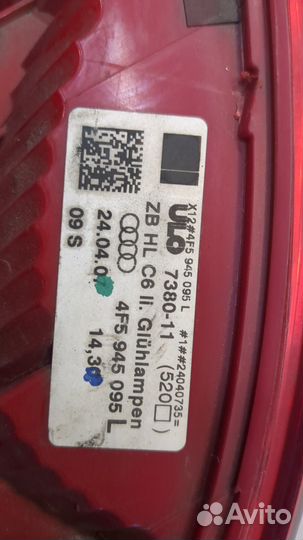 X12#4F5 945 095 L #1##24040735=
ULO 7380-11 (520□)
ZB HL C6 li. Glühlampen
4F5 945 095 L
24.04.0 14,3
09 S
Avito